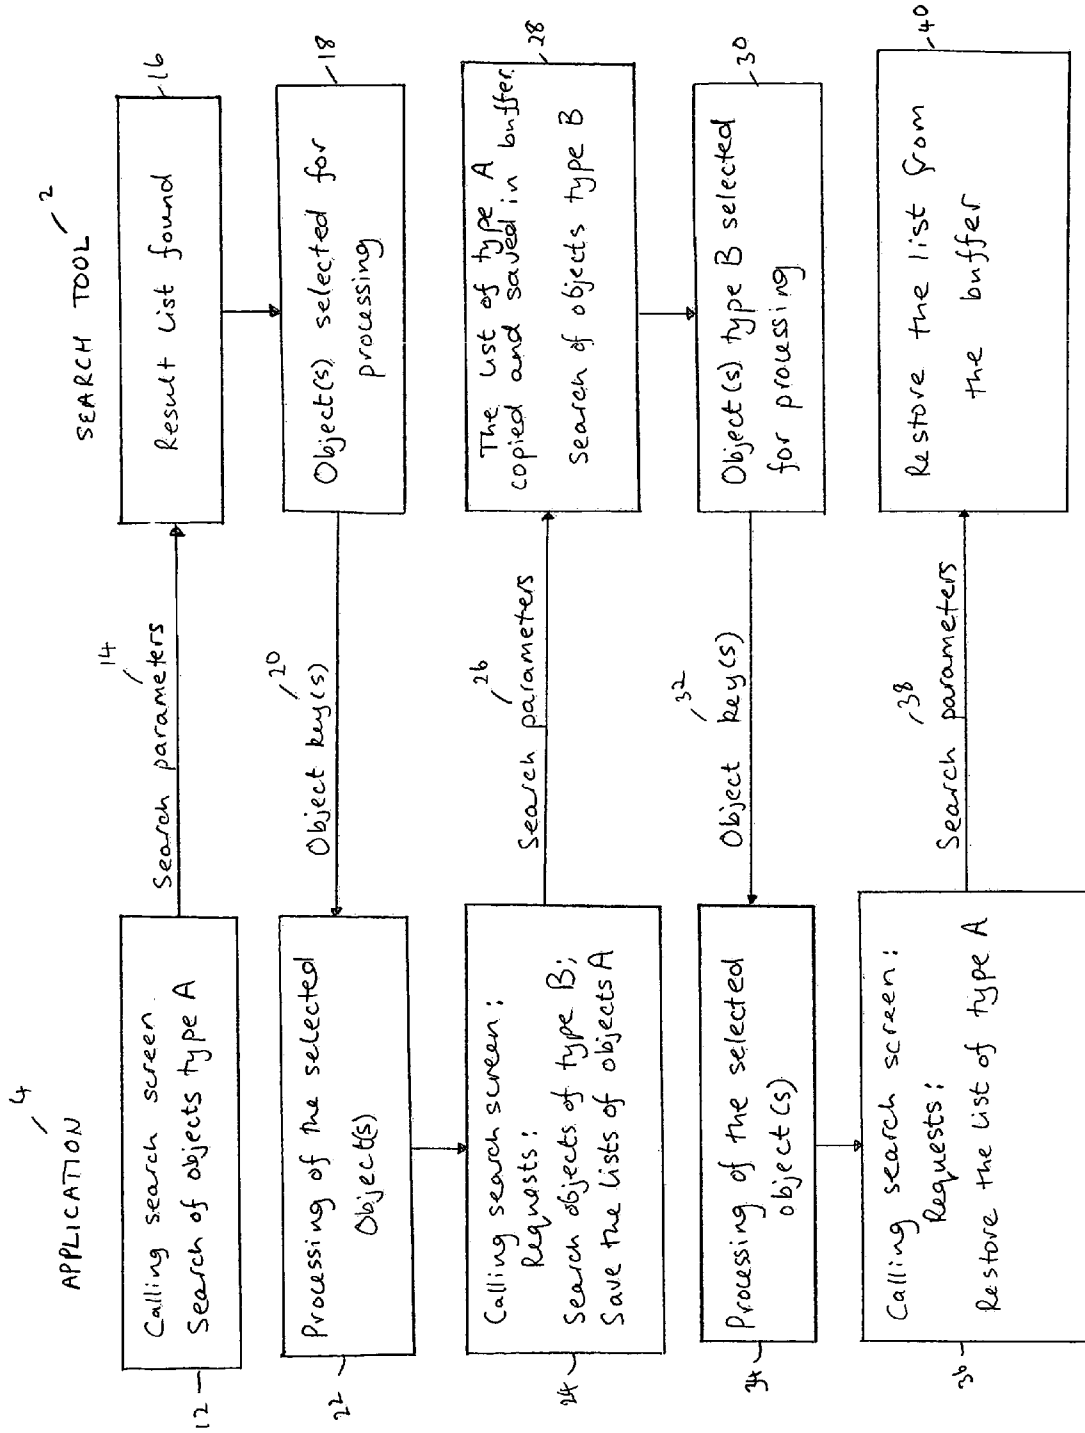 APPLICATION
4
SEARCH TOOL
2
12
Calling search screen
Search of objects type A
Search parameters
14
Result list found
16
Object(s) selected for
processing
18
Object key(s)
20
Processing of the selected
Object(s)
22
Calling search screen:
Requests:
Search objects of type B;
Save the lists of objects A
24
Search parameters
26
The list of type A
copied and saved in buffer.
search of objects type B
28
Object(s) type B selected
for processing
30
Object key(s)
32
Processing of the selected
object(s)
34
Calling search screen:
Requests:
Restore the list of type A
36
Search parameters
38
Restore the list from
the buffer
40